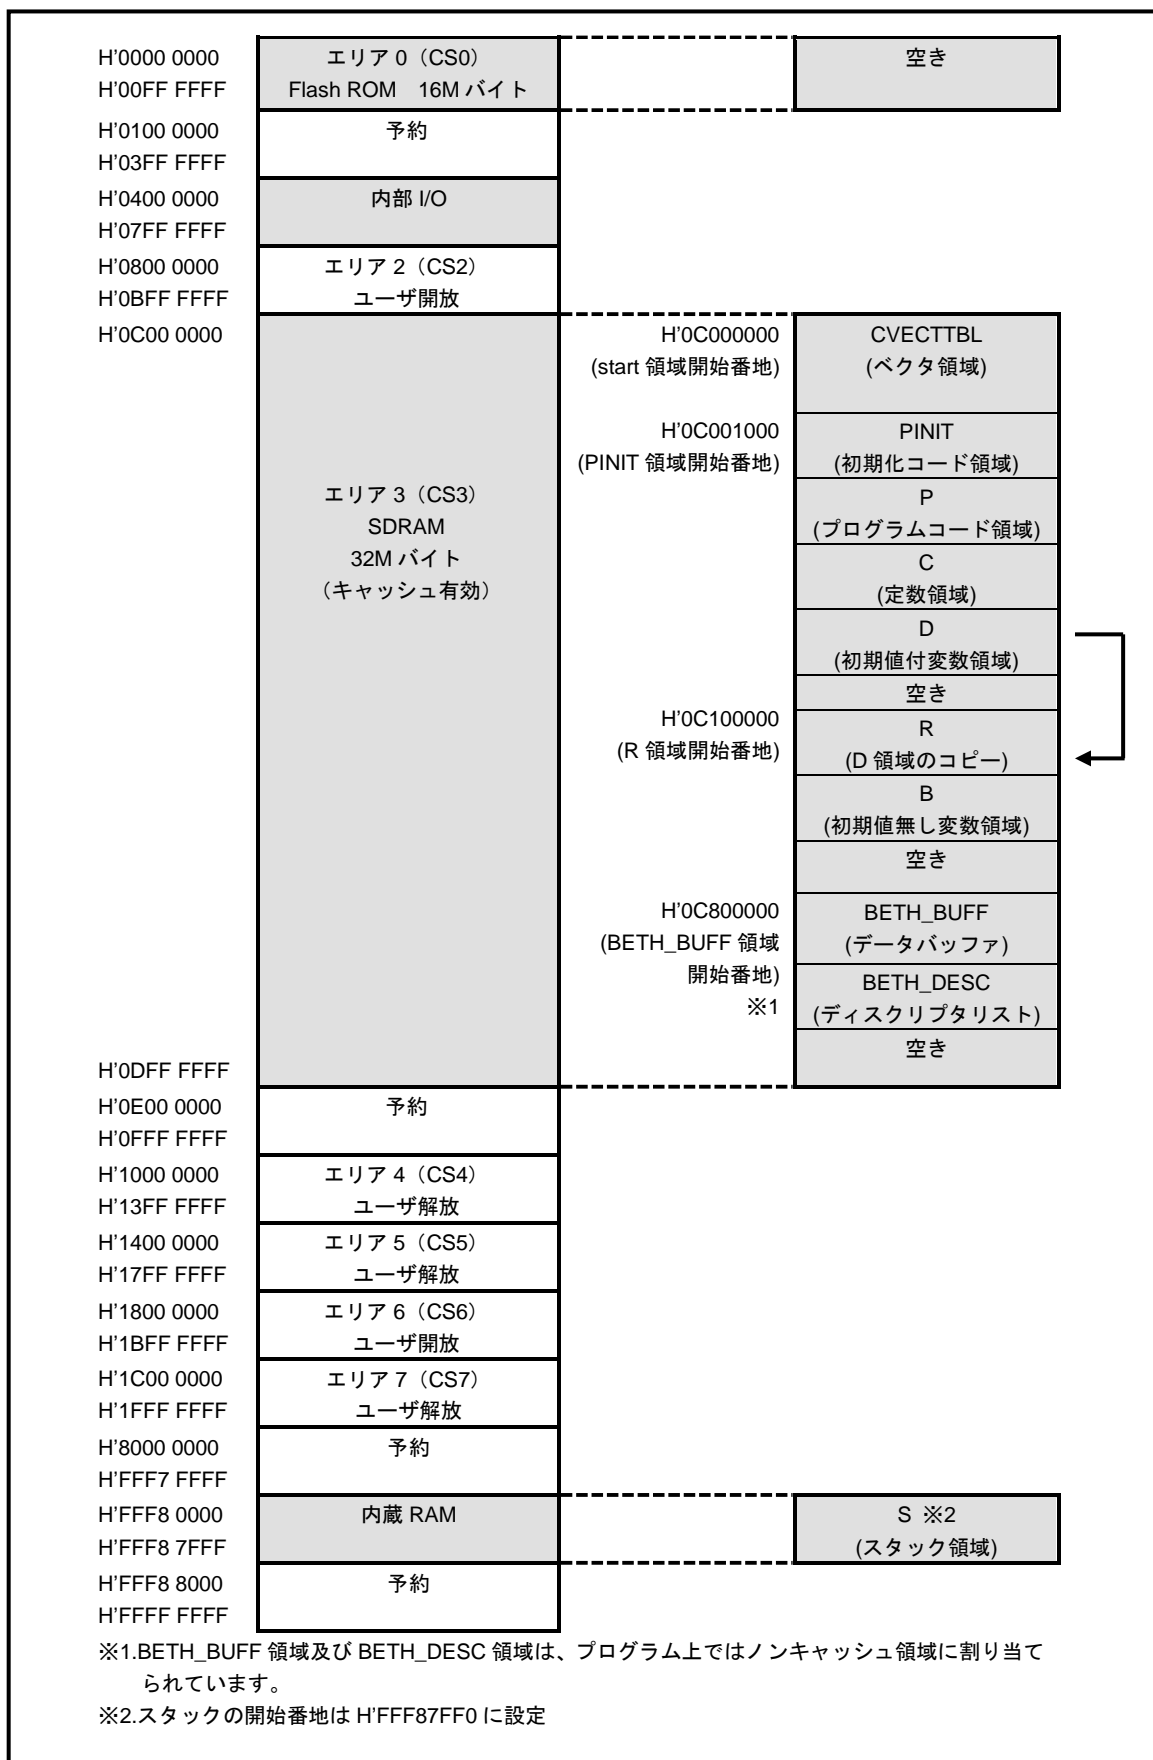 H'0000 0000 エリア 0（CS0） 空き
H'00FF FFFF Flash ROM 16M バイト
H'0100 0000 予約
H'03FF FFFF
H'0400 0000 内部 I/O
H'07FF FFFF
H'0800 0000 エリア 2（CS2）
H'0BFF FFFF ユーザ開放
H'0C00 0000 H'0C000000 CVECTTBL
(start 領域開始番地) (ベクタ領域)
H'0C001000 PINIT
(PINIT 領域開始番地) (初期化コード領域)
エリア 3（CS3） P
SDRAM (プログラムコード領域)
32M バイト C
（キャッシュ有効） (定数領域)
D
(初期値付変数領域)
空き
H'0C100000 R
(R 領域開始番地) (D 領域のコピー)
B
(初期値無し変数領域)
空き
H'0C800000 BETH_BUFF
(BETH_BUFF 領域 (データバッファ)
開始番地) BETH_DESC
※1 (ディスクリプタリスト)
空き
H'0DFF FFFF
H'0E00 0000 予約
H'0FFF FFFF
H'1000 0000 エリア 4（CS4）
H'13FF FFFF ユーザ解放
H'1400 0000 エリア 5（CS5）
H'17FF FFFF ユーザ解放
H'1800 0000 エリア 6（CS6）
H'1BFF FFFF ユーザ開放
H'1C00 0000 エリア 7（CS7）
H'1FFF FFFF ユーザ解放
H'8000 0000 予約
H'FFF7 FFFF
H'FFF8 0000 内蔵 RAM S ※2
H'FFF8 7FFF (スタック領域)
H'FFF8 8000 予約
H'FFFF FFFF
※1.BETH_BUFF 領域及び BETH_DESC 領域は、プログラム上ではノンキャッシュ領域に割り当て
られています。
※2.スタックの開始番地は H'FFF87FF0 に設定